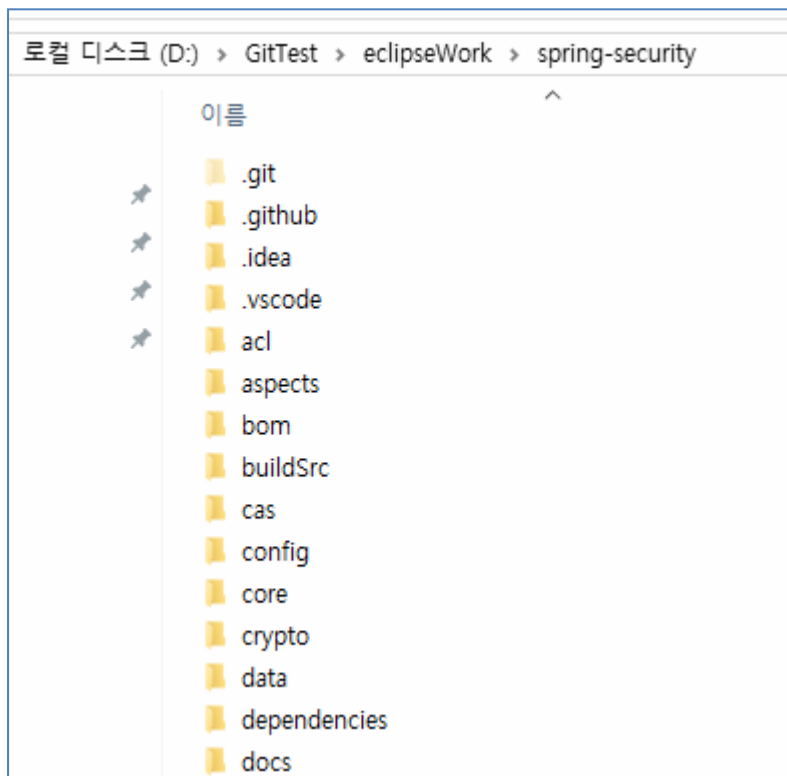 로컬 디스크 (D:) > GitTest > eclipseWork > spring-security
이름
.git
.github
.idea
.vscode
acl
aspects
bom
buildSrc
cas
config
core
crypto
data
dependencies
docs